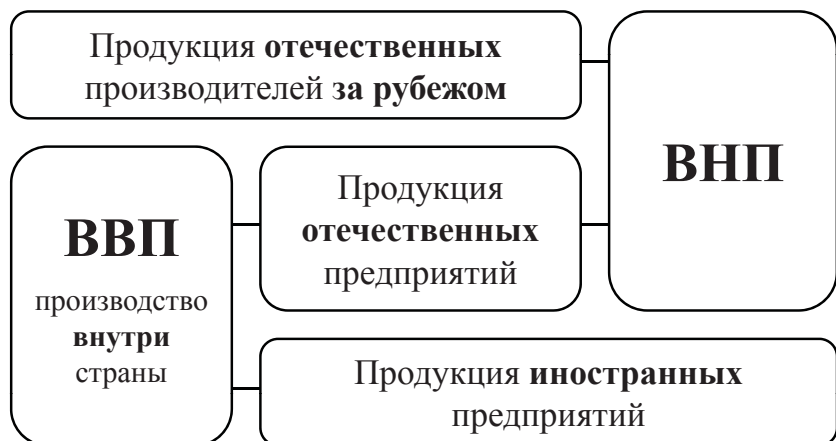 Продукция отечественных
производителей за рубежом
ВНП
ВВП
производство
внутри
страны
Продукция
отечественных
предприятий
Продукция иностранных
предприятий